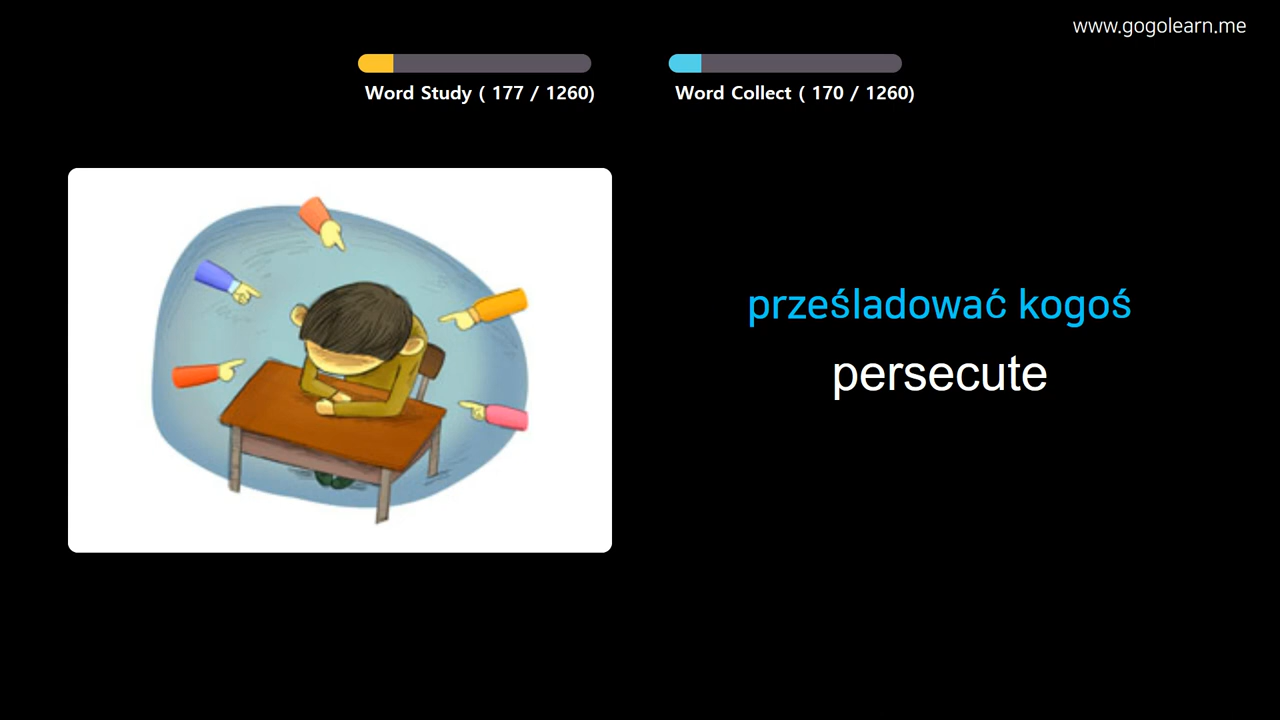 www.gogolearn.me
Word Study ( 177 / 1260)
Word Collect ( 170 / 1260)
prześladować kogoś
persecute